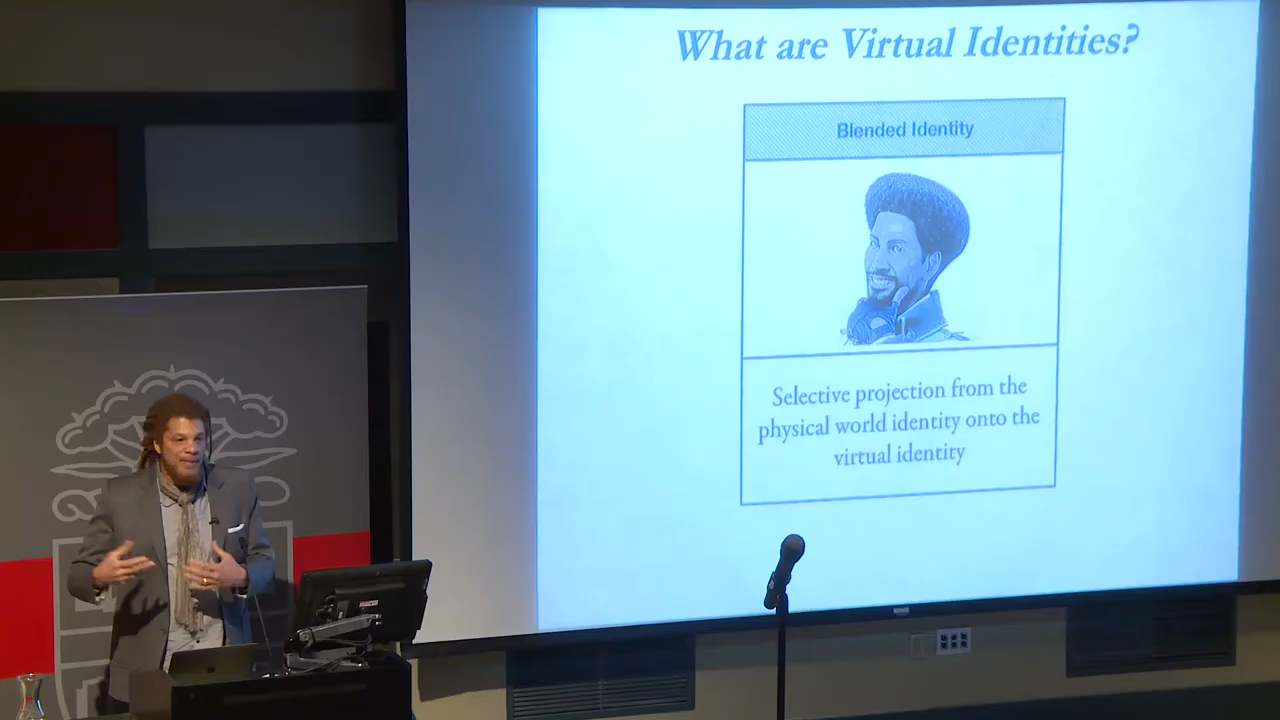 What are Virtual Identities?
Blended Identity
Selective projection from the
physical world identity onto the
virtual identity